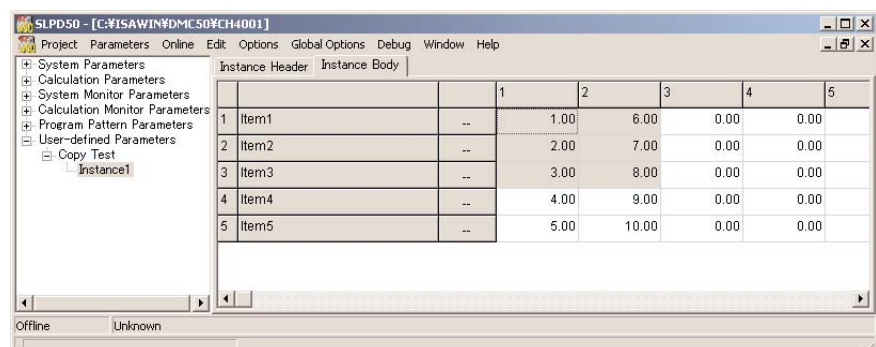 SLPD50 - [C:¥ISAWIN¥DMC50¥CH4001]
Project Parameters Online Edit Options Global Options Debug Window Help
System Parameters
Calculation Parameters
System Monitor Parameters
Calculation Monitor Parameters
Program Pattern Parameters
User-defined Parameters
Copy Test
Instance1
Instance Header Instance Body
1 2 3 4 5
1 Item1 -- 1.00 6.00 0.00 0.00
2 Item2 -- 2.00 7.00 0.00 0.00
3 Item3 -- 3.00 8.00 0.00 0.00
4 Item4 -- 4.00 9.00 0.00 0.00
5 Item5 -- 5.00 10.00 0.00 0.00
Offline Unknown